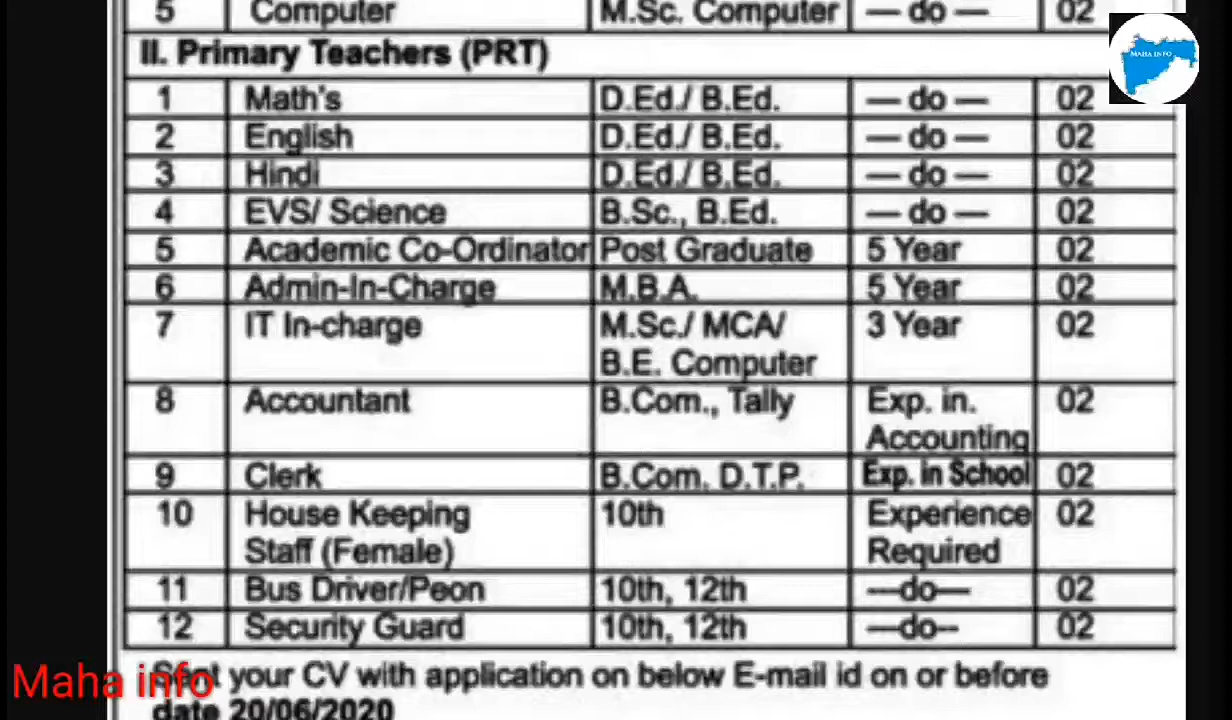 5 Computer M.Sc. Computer — do — 02
MAHA INFO
II. Primary Teachers (PRT)
1 Math's D.Ed./ B.Ed. — do — 02
2 English D.Ed./ B.Ed. — do — 02
3 Hindi D.Ed./ B.Ed. — do — 02
4 EVS/ Science B.Sc., B.Ed. — do — 02
5 Academic Co-Ordinator Post Graduate 5 Year 02
6 Admin-In-Charge M.B.A. 5 Year 02
7 IT In-charge M.Sc./ MCA/ 3 Year 02
B.E. Computer
8 Accountant B.Com., Tally Exp. in. 02
Accounting
9 Clerk B.Com. D.T.P. Exp. in School 02
10 House Keeping 10th Experience 02
Staff (Female) Required
11 Bus Driver/Peon 10th, 12th —do— 02
12 Security Guard 10th, 12th —do-- 02
Sent your CV with application on below E-mail id on or before
Maha info
date 20/06/2020